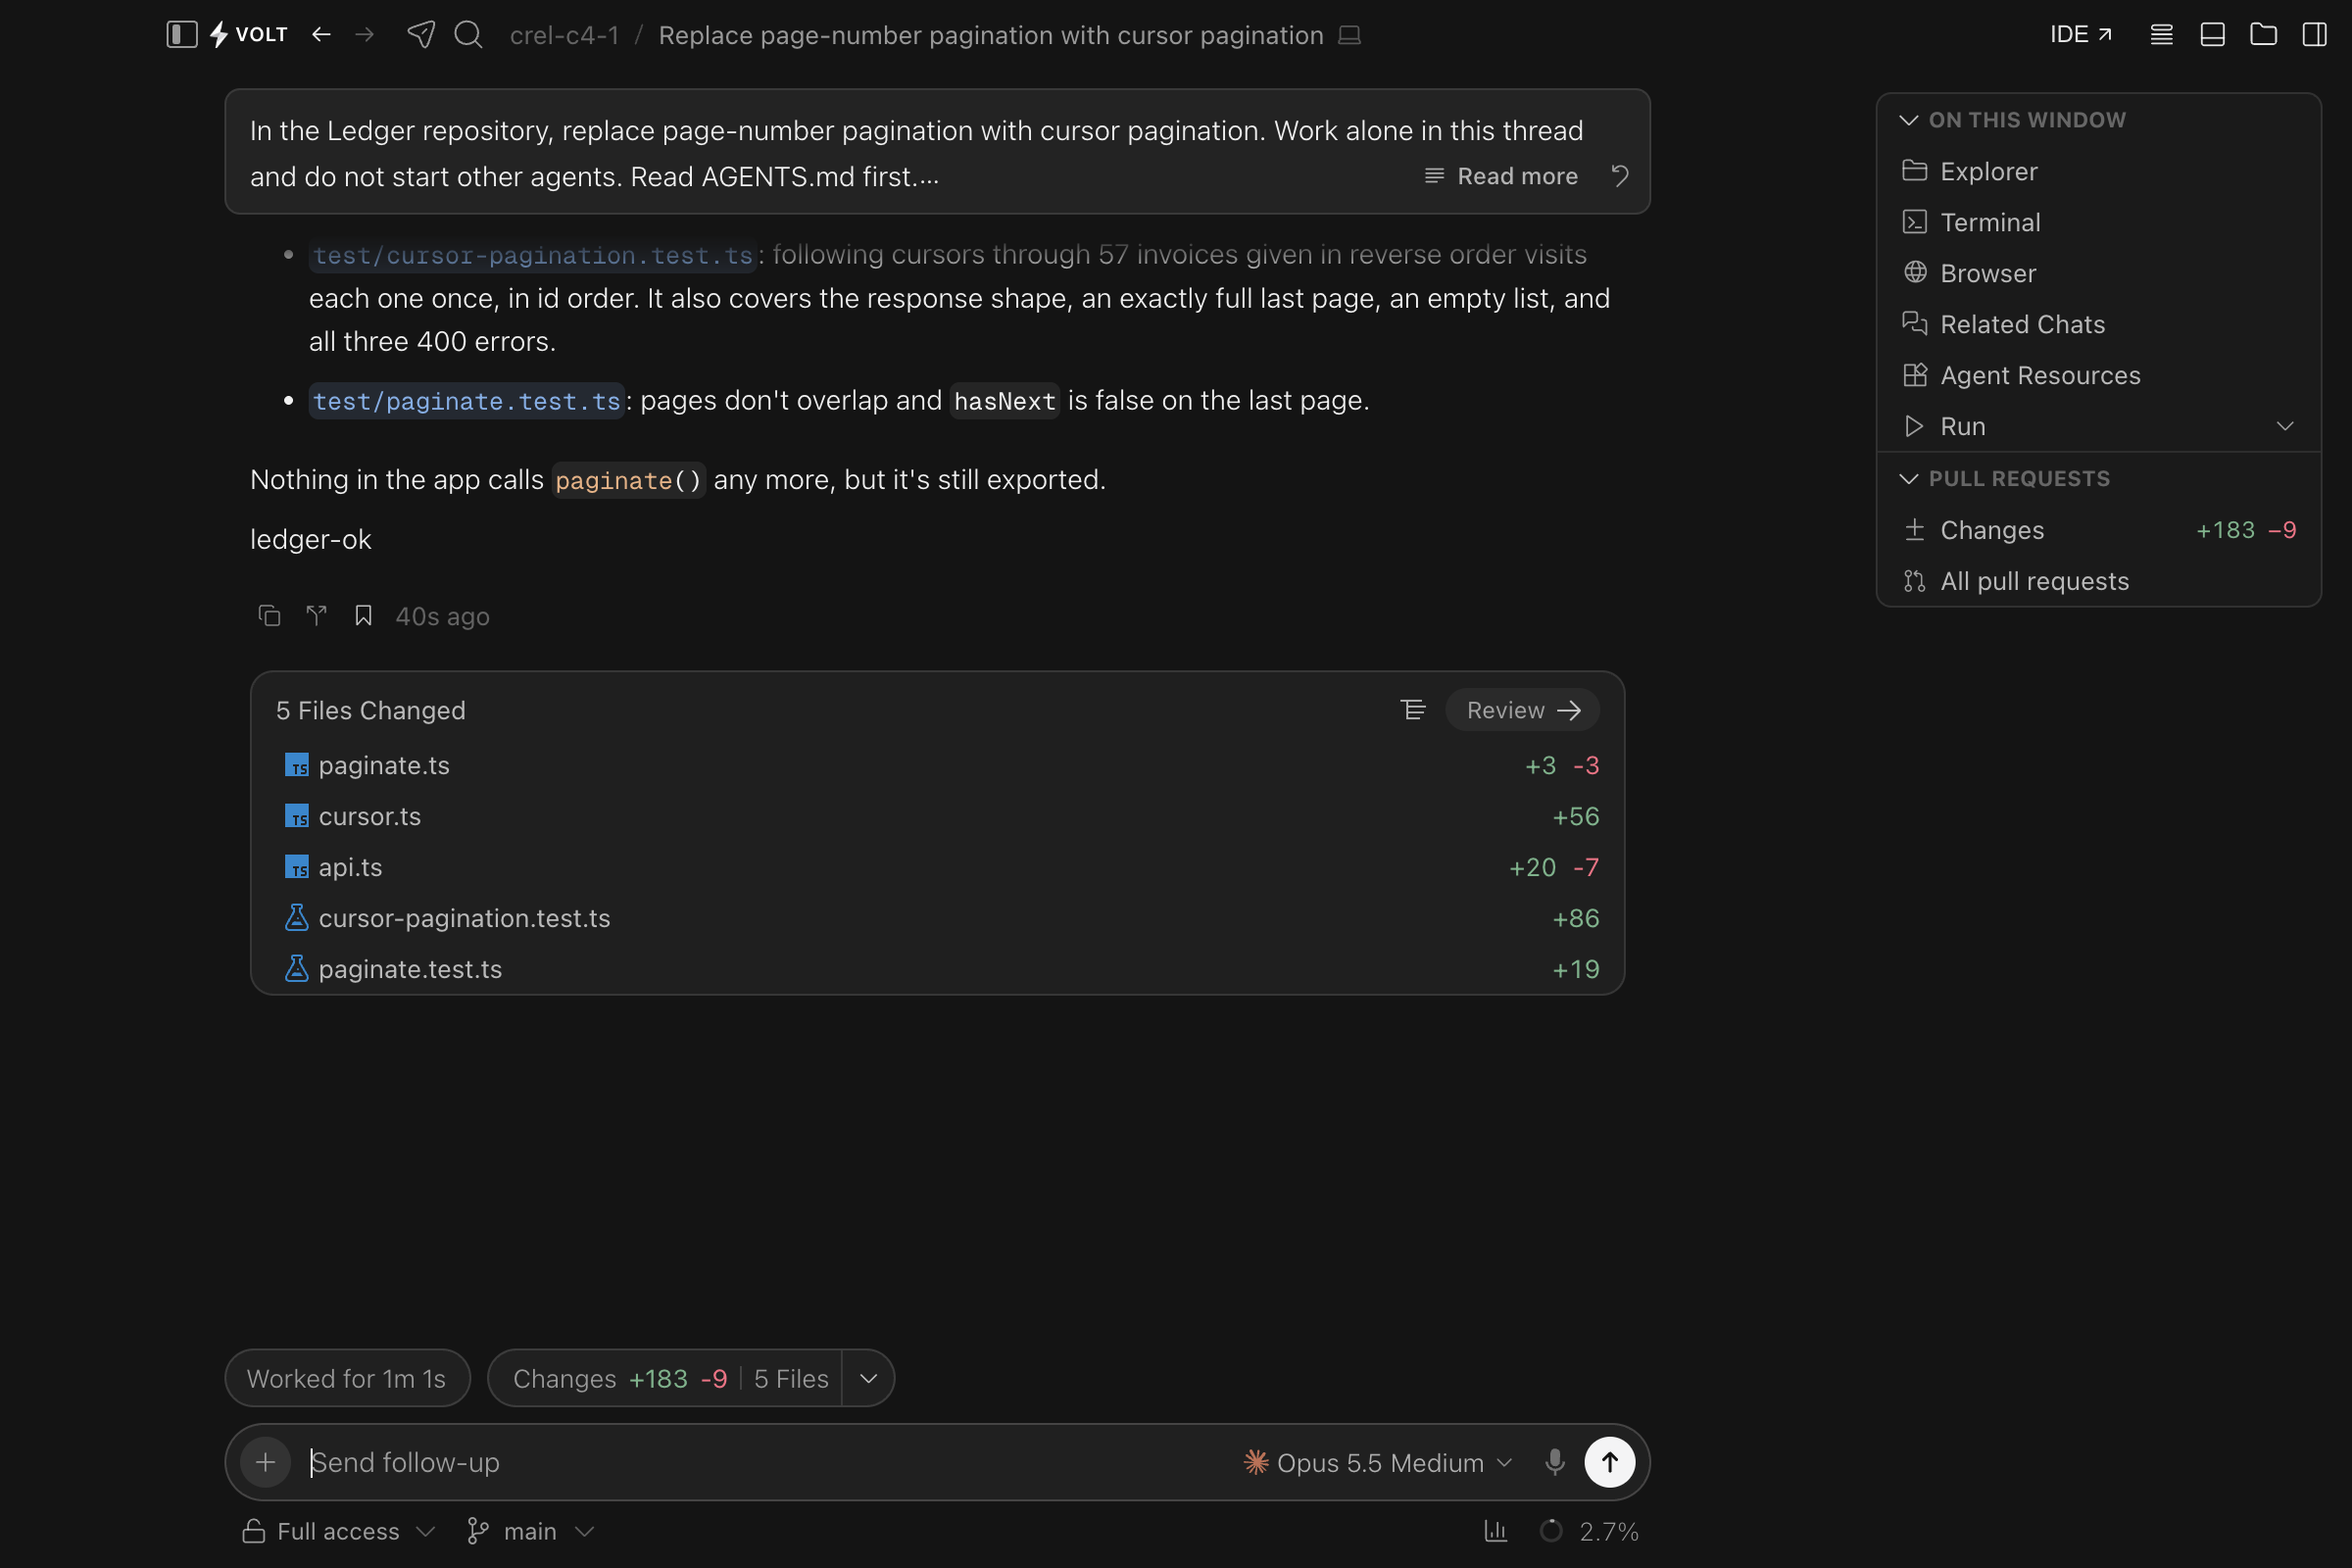 VOLT crel-c4-1 / Replace page-number pagination with cursor pagination IDE
In the Ledger repository, replace page-number pagination with cursor pagination. Work alone in this thread
and do not start other agents. Read AGENTS.md first.... Read more
test/cursor-pagination.test.ts: following cursors through 57 invoices given in reverse order visits
each one once, in id order. It also covers the response shape, an exactly full last page, an empty list, and
all three 400 errors.
test/paginate.test.ts: pages don't overlap and hasNext is false on the last page.
Nothing in the app calls paginate() any more, but it's still exported.
ledger-ok
40s ago
5 Files Changed Review
TS paginate.ts +3 -3
TS cursor.ts +56
TS api.ts +20 -7
cursor-pagination.test.ts +86
paginate.test.ts +19
Worked for 1m 1s Changes +183 -9 5 Files
Send follow-up Opus 5.5 Medium
Full access main 2.7%
ON THIS WINDOW
Explorer
Terminal
Browser
Related Chats
Agent Resources
Run
PULL REQUESTS
Changes +183 -9
All pull requests